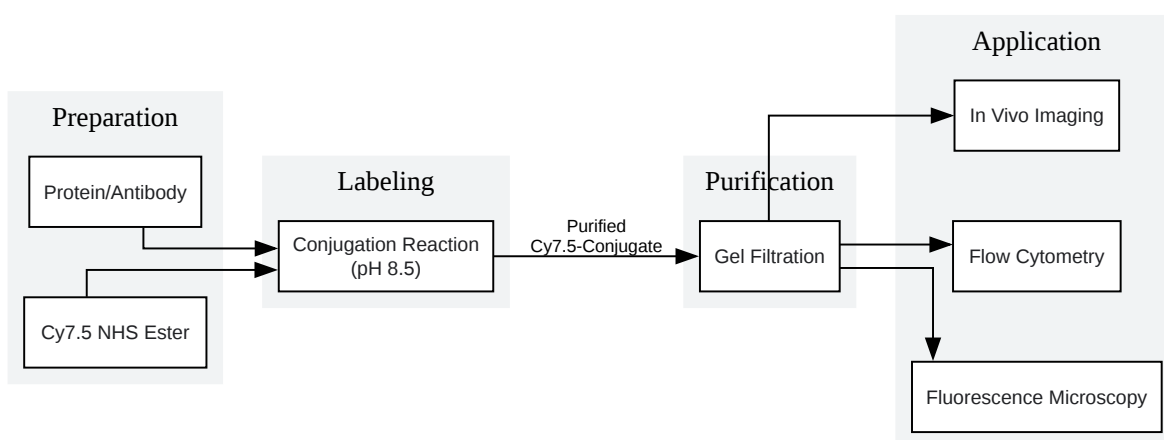 Preparation
Protein/Antibody
Cy7.5 NHS Ester
Labeling
Conjugation Reaction
(pH 8.5)
Purified
Cy7.5-Conjugate
Purification
Gel Filtration
Application
In Vivo Imaging
Flow Cytometry
Fluorescence Microscopy